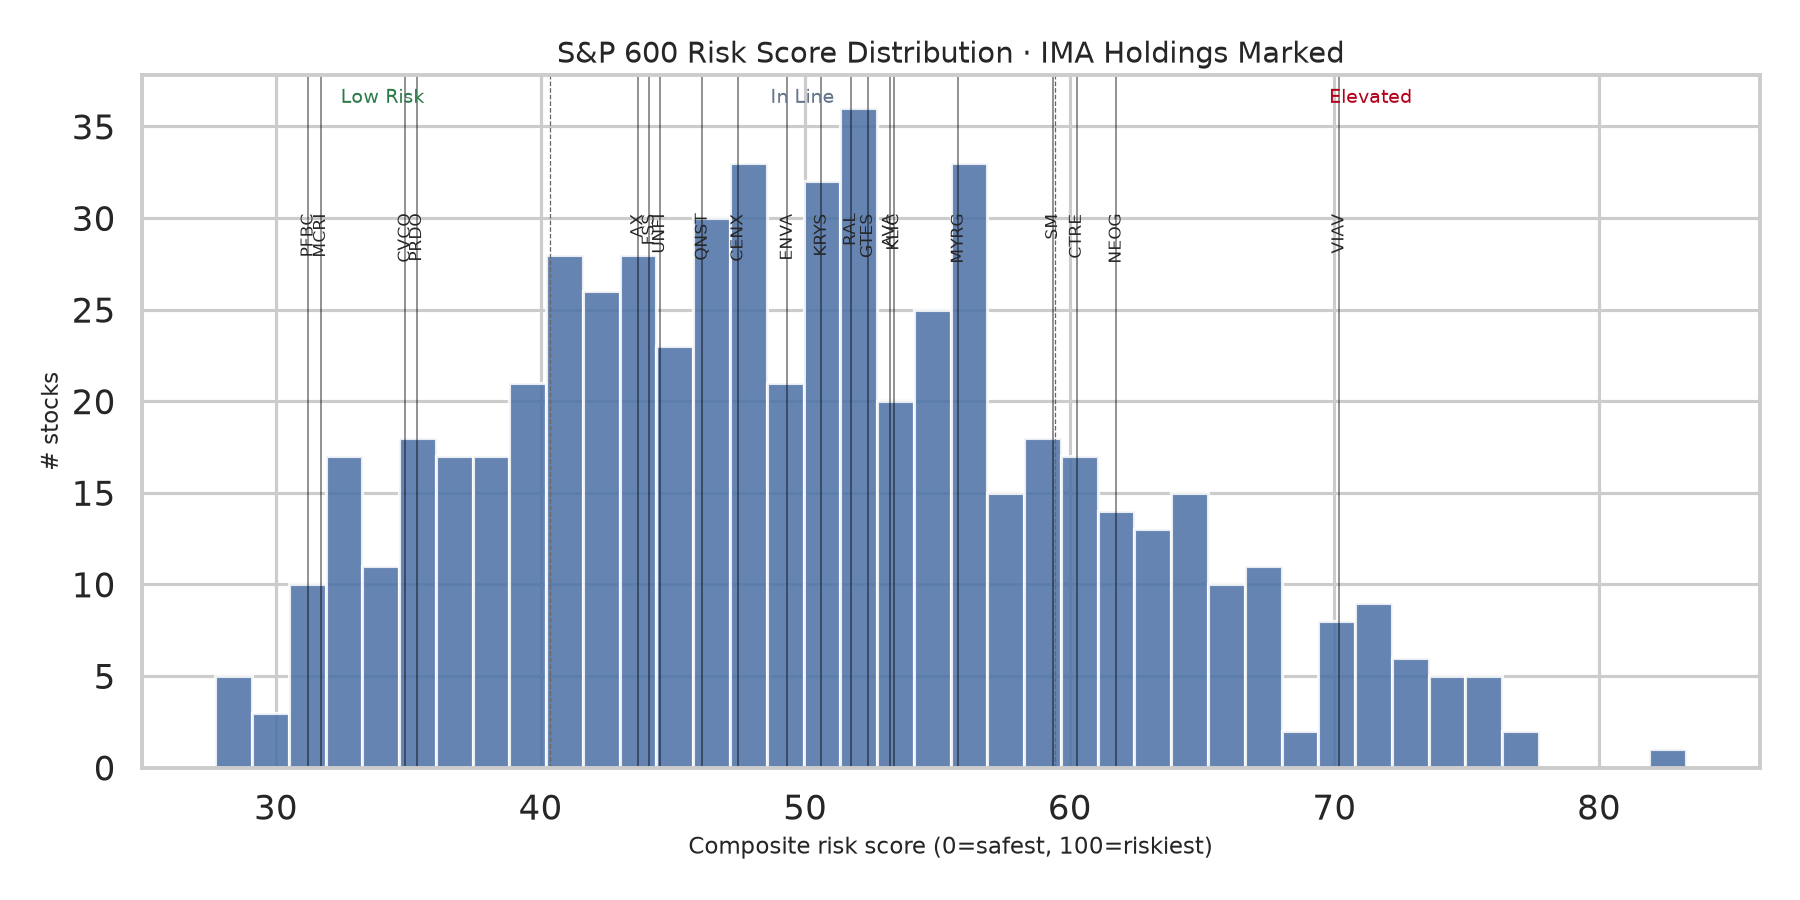 S&P 600 Risk Score Distribution · IMA Holdings Marked
Low Risk
In Line
Elevated
# stocks
35
30
25
20
15
10
5
0
PFBC
MCRI
CVCO
PRDO
AX
UNFI
QNST
CENX
ENVA
KRYS
RAL
GTES
KLIC
MYRG
SM
CTRE
NEOG
VIAV
30 40 50 60 70 80
Composite risk score (0=safest, 100=riskiest)